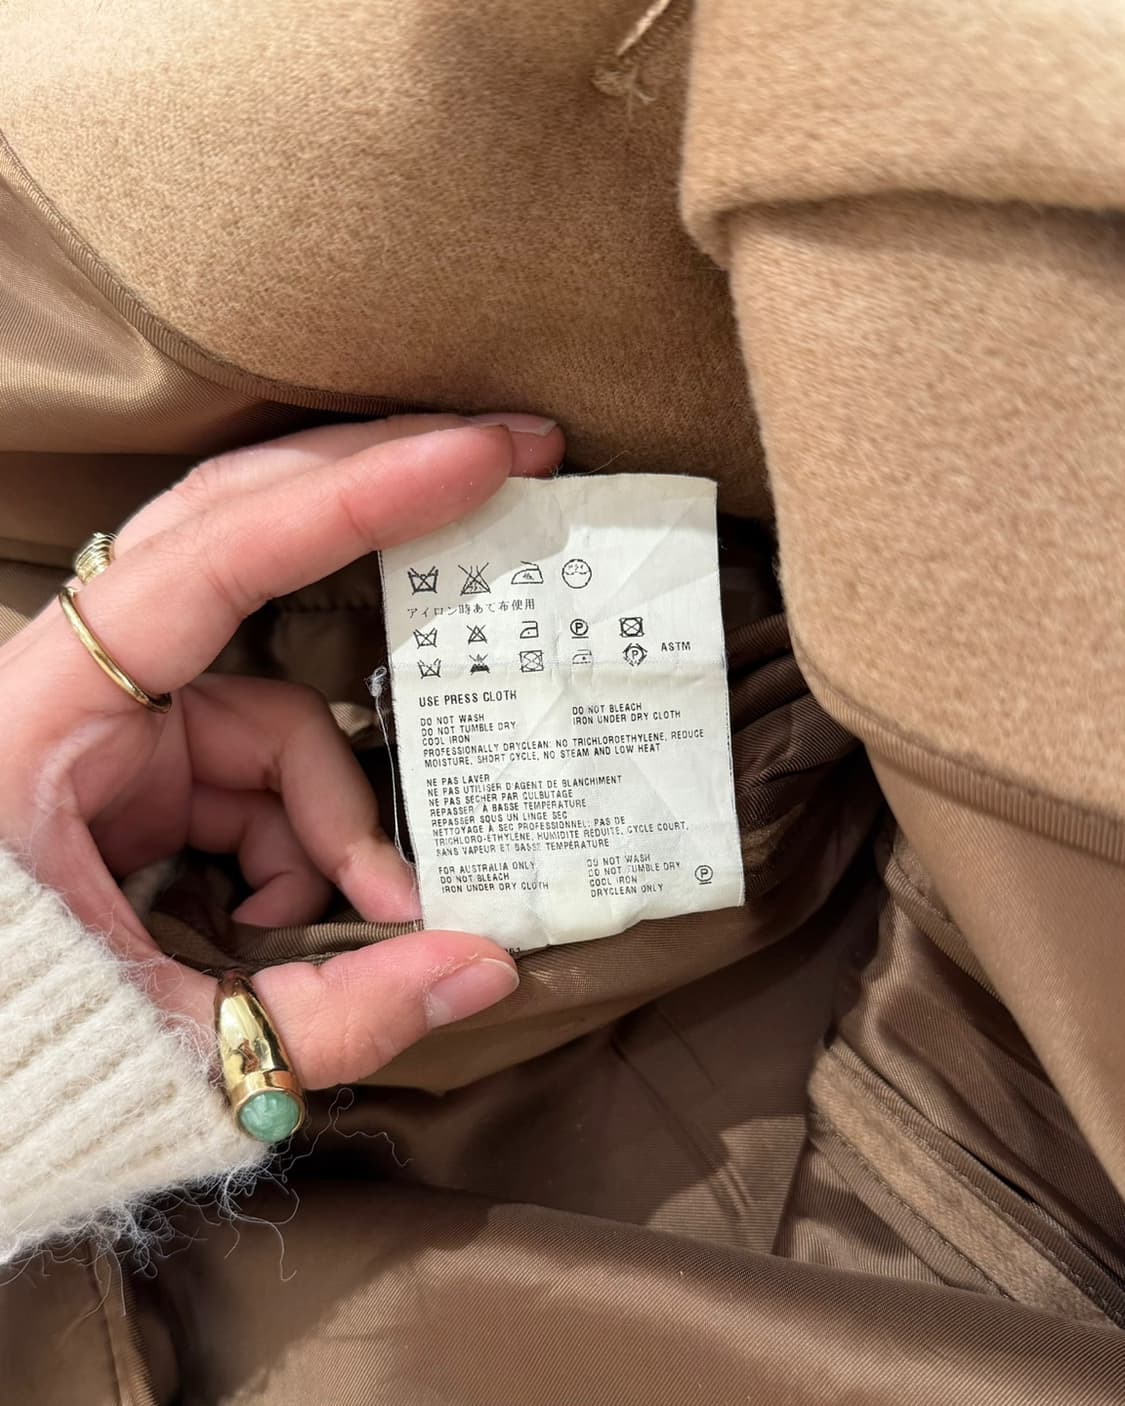 アイロン時あて布使用
ASTM
USE PRESS CLOTH
DO NOT WASH
DO NOT TUMBLE DRY
COOL IRON
DO NOT BLEACH
IRON UNDER DRY CLOTH
PROFESSIONALLY DRYCLEAN: NO TRICHLOROETHYLENE, REDUCE
MOISTURE, SHORT CYCLE, NO STEAM AND LOW HEAT
NE PAS LAVER
NE PAS UTILISER D'AGENT DE BLANCHIMENT
NE PAS SECHER PAR CULBUTAGE
REPASSER À BASSE TEMPERATURE
REPASSER SOUS UN LINGE SEC
NETTOYAGE À SEC PROFESSIONNEL: PAS DE
TRICHLORO-ÉTHYLENE, HUMIDITÉ RÉDUITE, CYCLE COURT,
SANS VAPEUR ET BASSE TEMPÉRATURE
FOR AUSTRALIA ONLY
DO NOT BLEACH
IRON UNDER DRY CLOTH
DO NOT WASH
DO NOT TUMBLE DRY
COOL IRON
DRYCLEAN ONLY
P